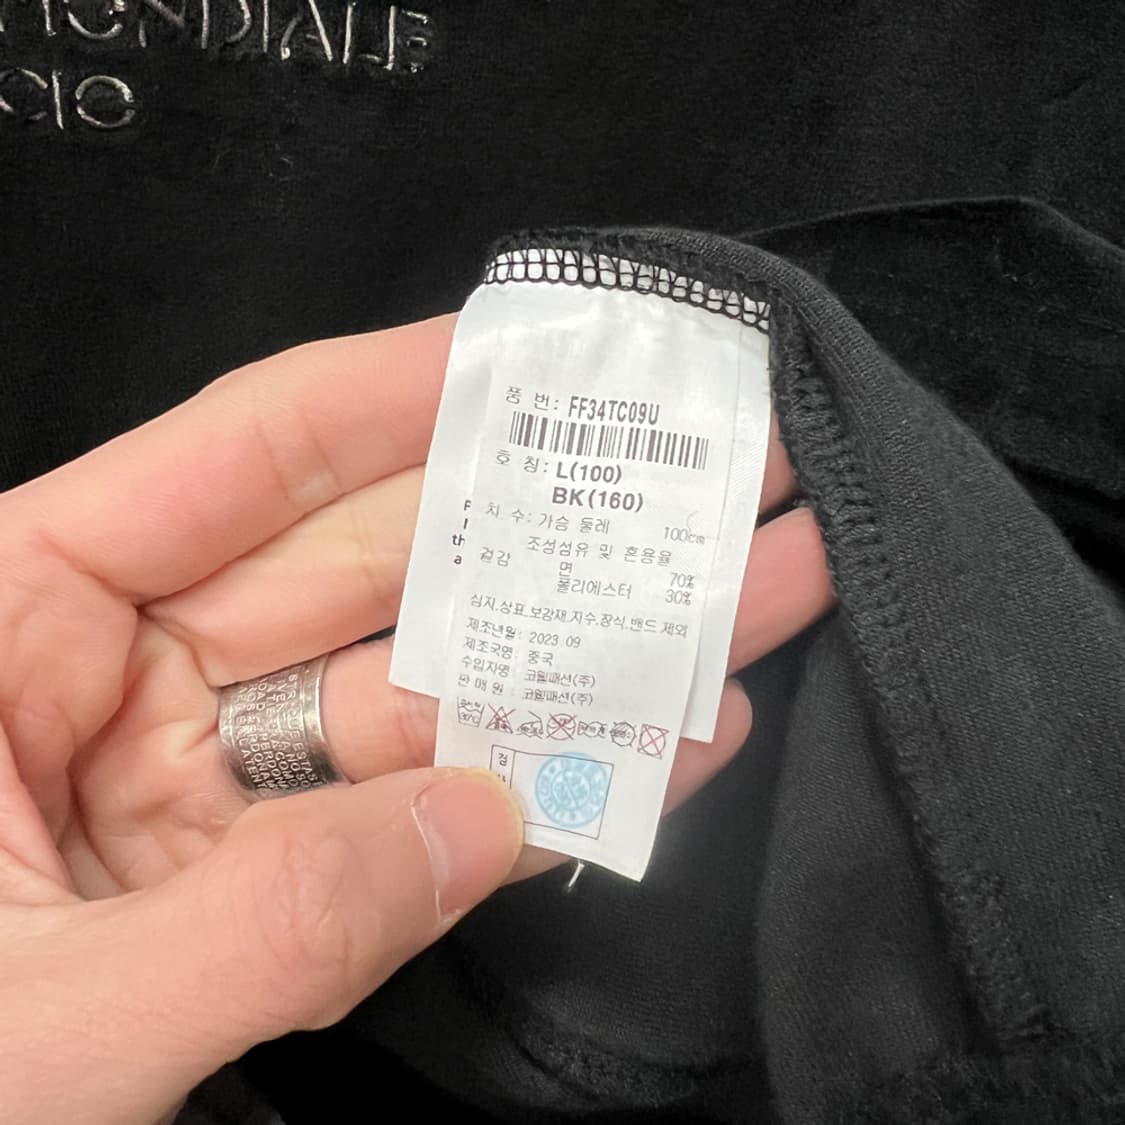 MONDIALE
CIO
품 번: FF34TC09U
호 칭: L(100)
BK(160)
치 수: 가슴 둘레 100cm
조성섬유 및 혼용율
겉감 면 70%
폴리에스터 30%
심지.상표.보강재.자수.장식.밴드 제외
제조년월: 2023.09
제조국명: 중국
수입자명: 코웰패션(주)
판 매 원 : 코웰패션(주)
th
a
검